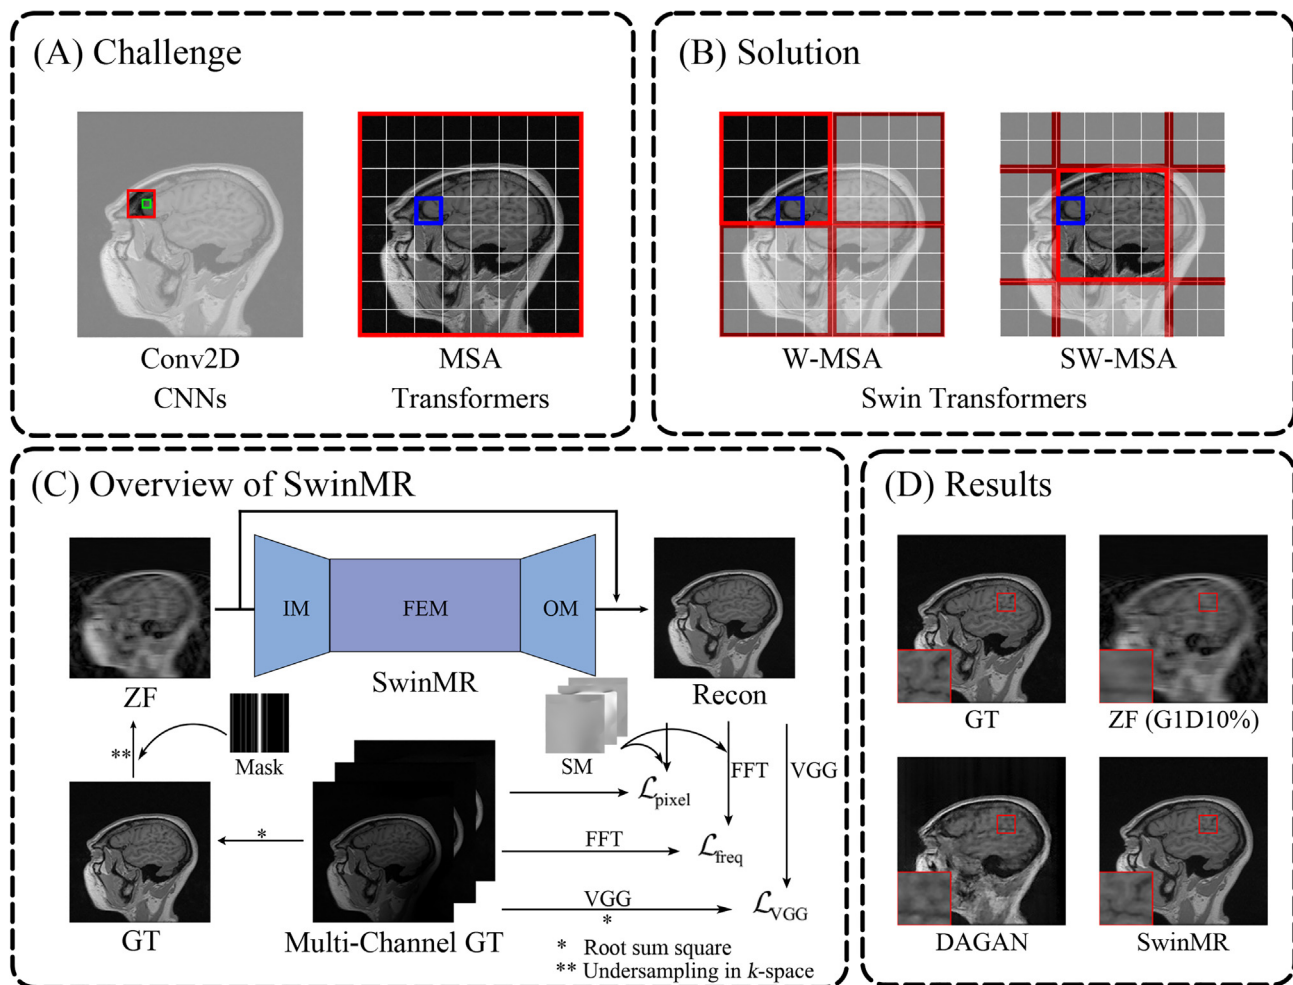 (A) Challenge
Conv2D
CNNs
MSA
Transformers
(B) Solution
W-MSA
SW-MSA
Swin Transformers
(C) Overview of SwinMR
IM
FEM
OM
ZF
SwinMR
Recon
**
Mask
SM
FFT
VGG
ℒpixel
*
FFT
ℒfreq
VGG
*
ℒVGG
GT
Multi-Channel GT
* Root sum square
** Undersampling in k-space
(D) Results
GT
ZF (G1D10%)
DAGAN
SwinMR